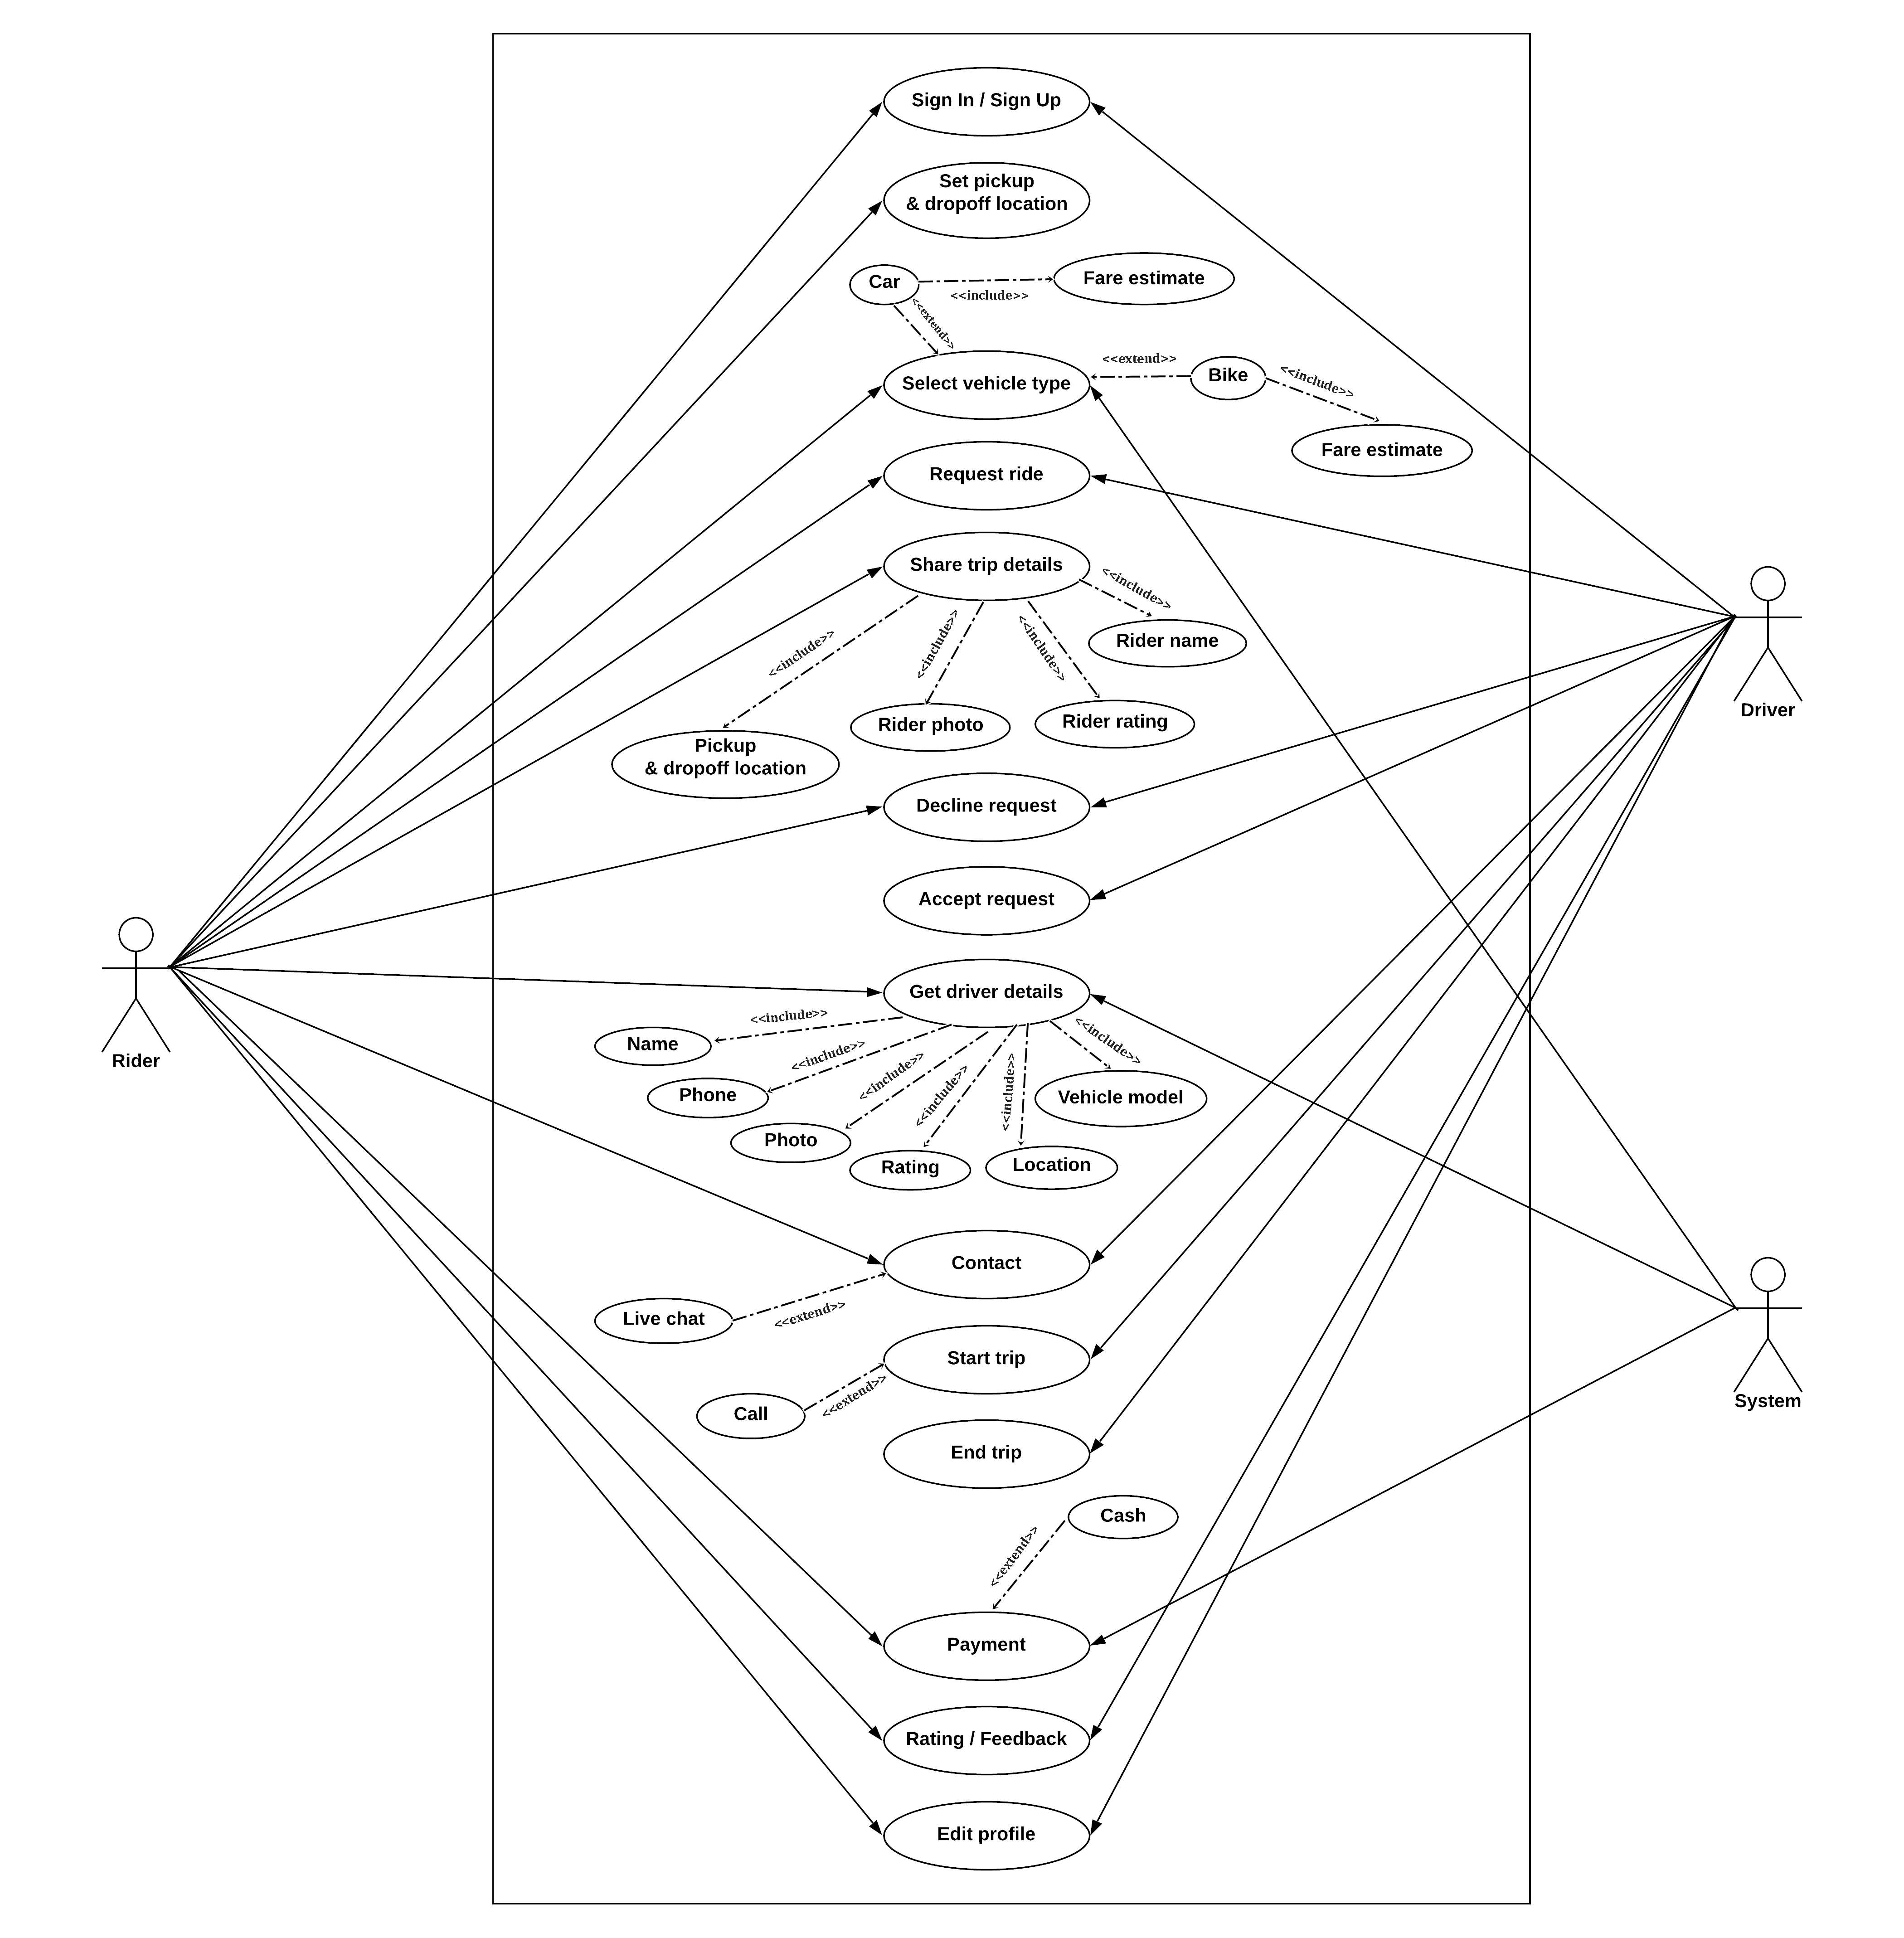 Sign In / Sign Up
Set pickup
& dropoff location
Car
<<include>>
Fare estimate
<<extend>>
Select vehicle type
<<extend>>
Bike
<<include>>
Fare estimate
Request ride
Share trip details
<<include>>
Rider name
<<include>>
<<include>>
<<include>>
Pickup
& dropoff location
Rider photo
Rider rating
Driver
Decline request
Accept request
Rider
Get driver details
<<include>>
Name
<<include>>
Phone
<<include>>
Photo
<<include>>
Rating
<<include>>
Location
<<include>>
Vehicle model
Contact
Live chat
<<extend>>
Start trip
Call
<<extend>>
System
End trip
Cash
<<extend>>
Payment
Rating / Feedback
Edit profile